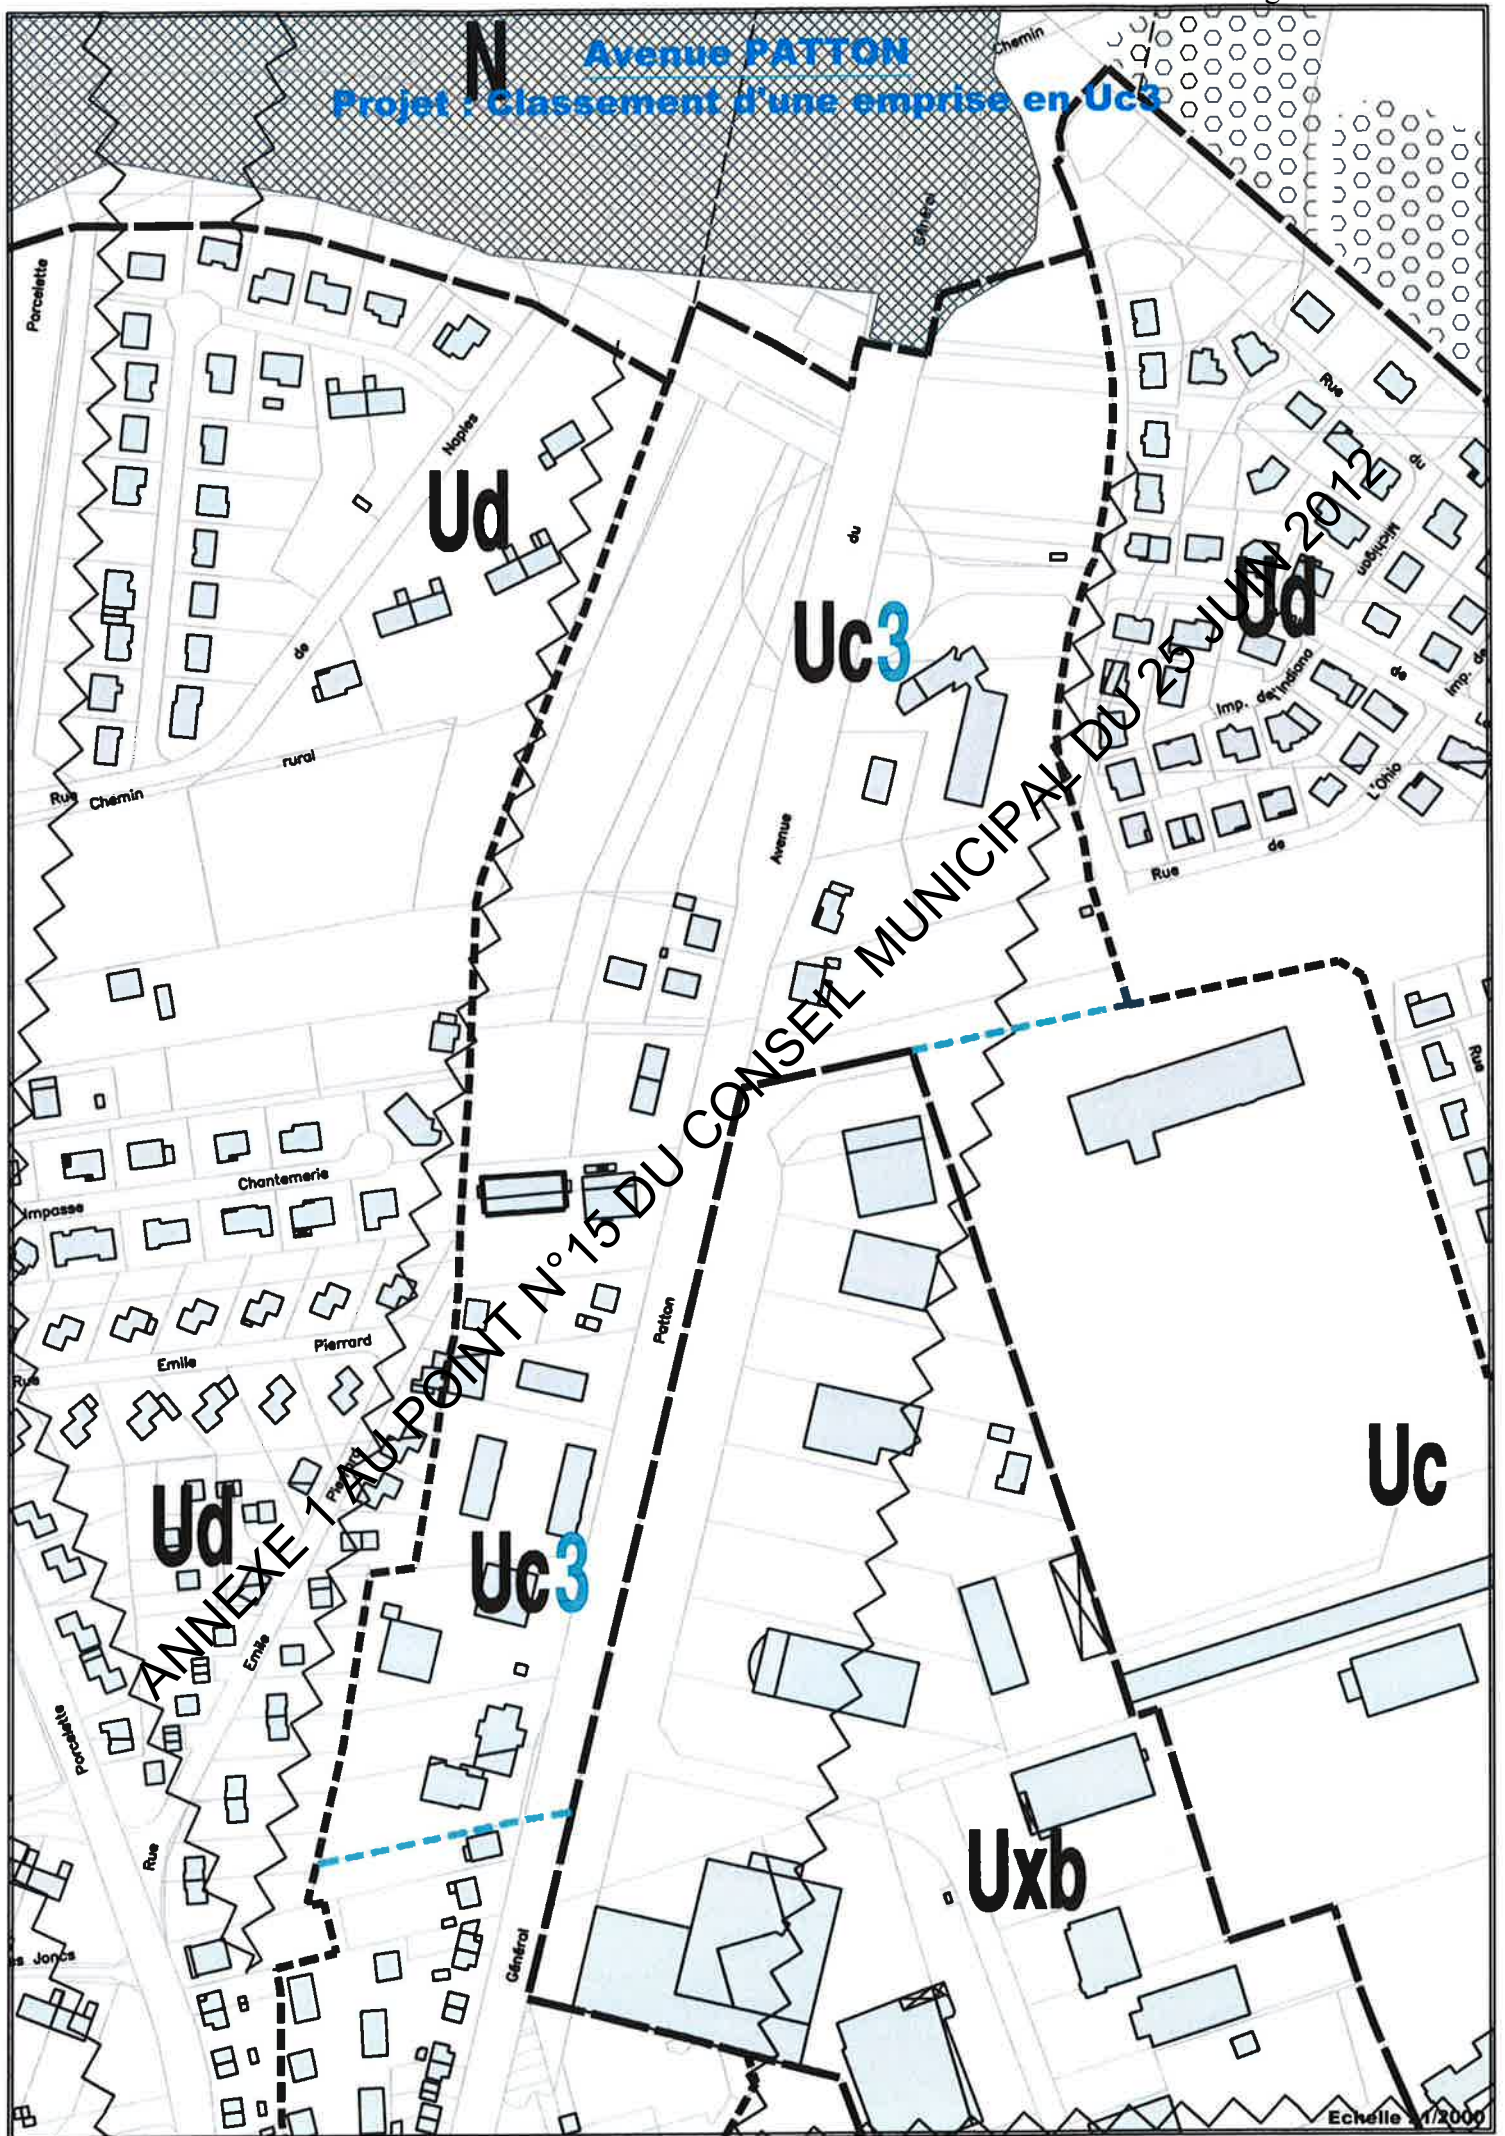 N
Avenue PATTON
Projet : Classement d'une emprise en Uc3
Chemin
Général
Porcelette
Rue
du
Naples
Ud
du
Michigan
Uc3
Ud
de
de
Imp. de
Imp. de l'Indiana
rural
Rue
Chemin
L'Ohio
Avenue
de
Rue
ANNEXE 1 AU POINT N°15 DU CONSEIL MUNICIPAL DU 25 JUIN 2012
Rue
Chantemerle
Impasse
Patton
Pierrard
Emile
Rue
Uc
Pierrard
Ud
Uc3
Emile
Porcelette
Rue
Uxb
Joncs
Général
Echelle : 1/2000